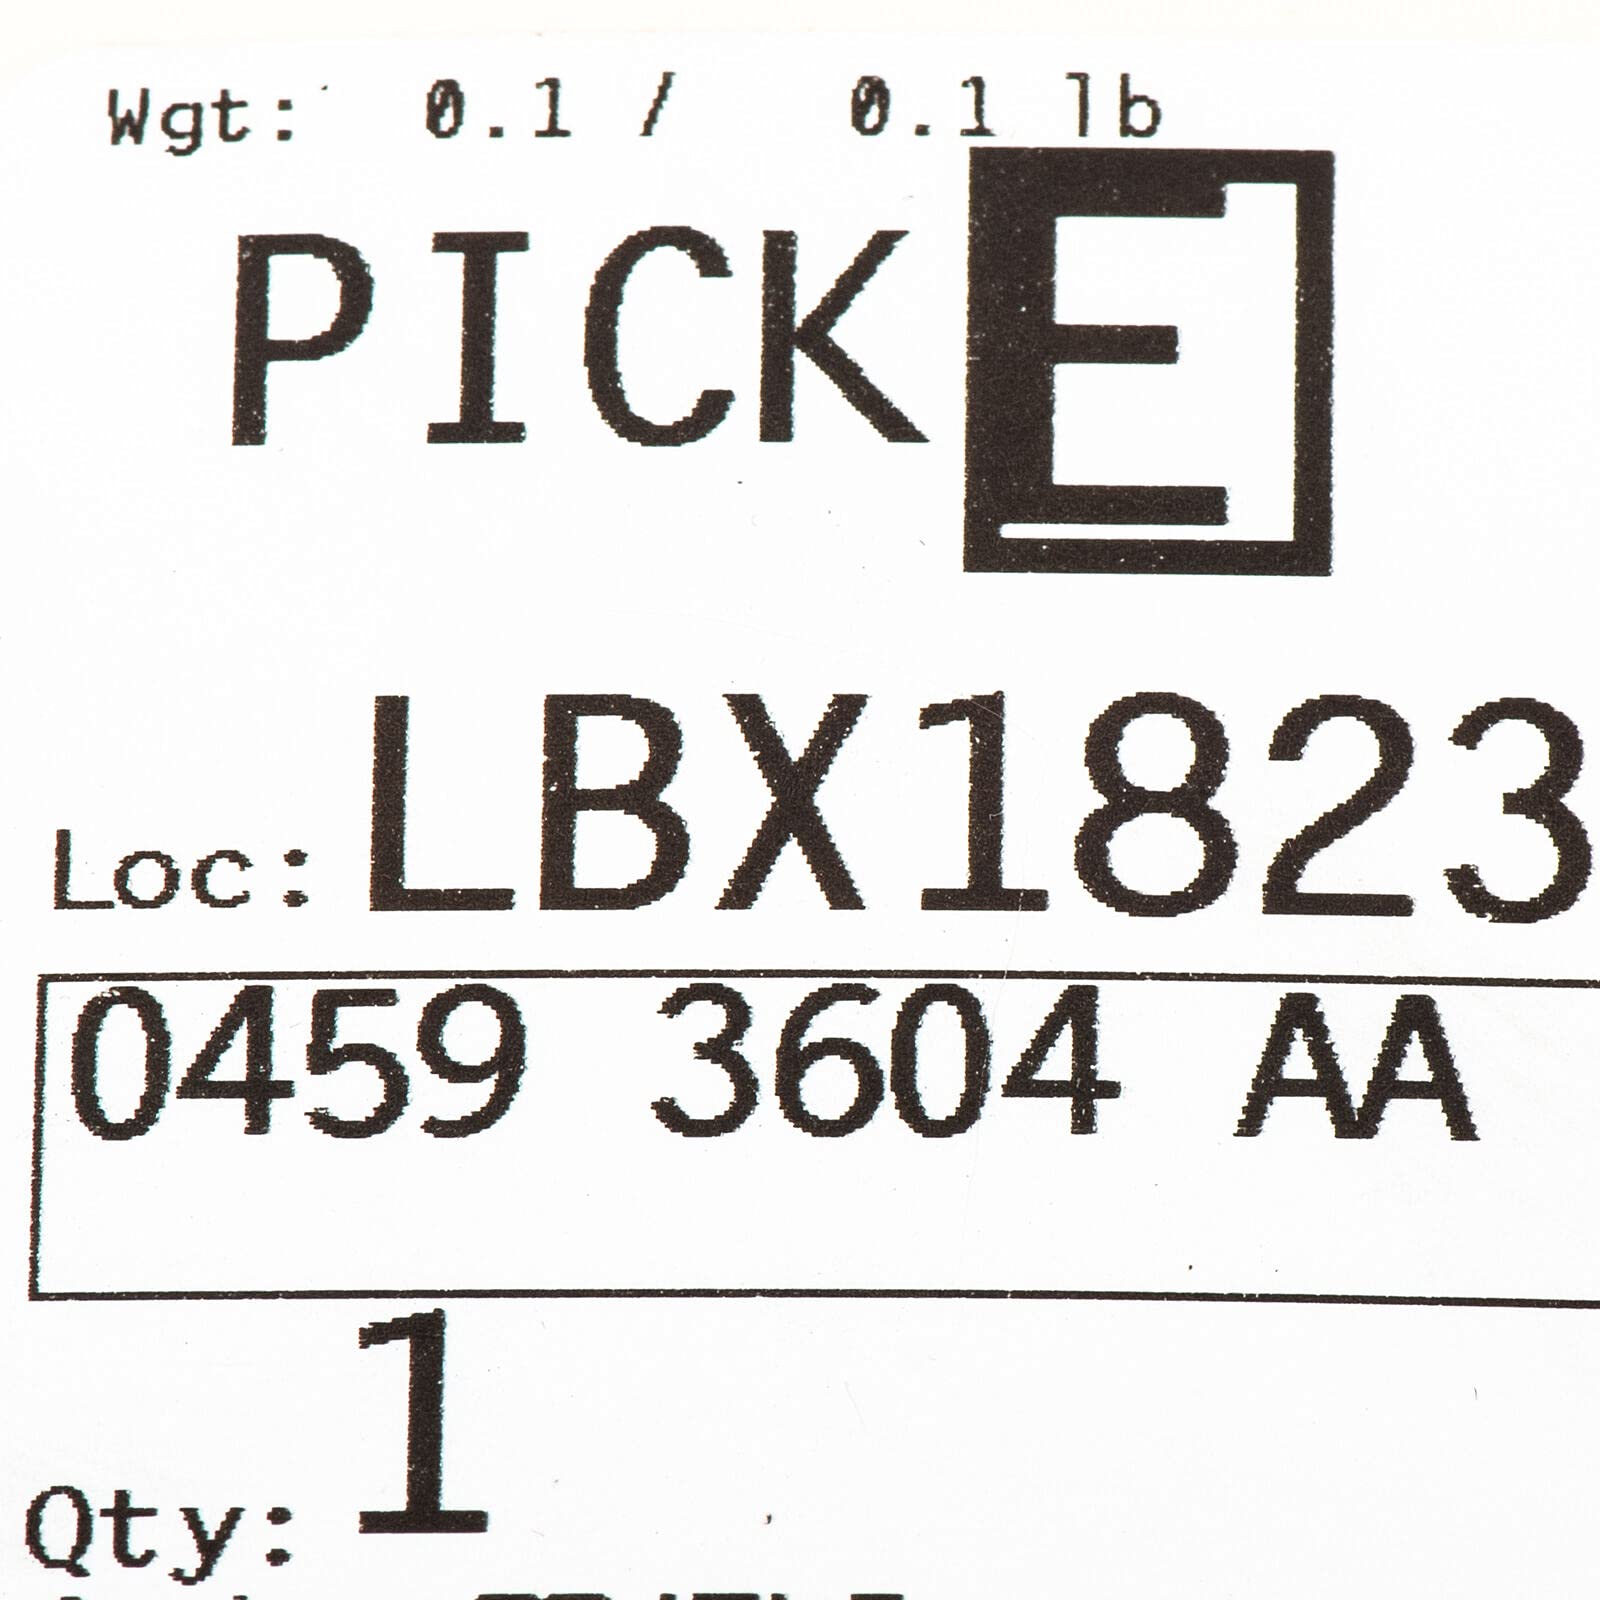 Wgt: 0.1 / 0.1 lb
PICK E
Loc: LBX1823
0459 3604 AA
Qty: 1